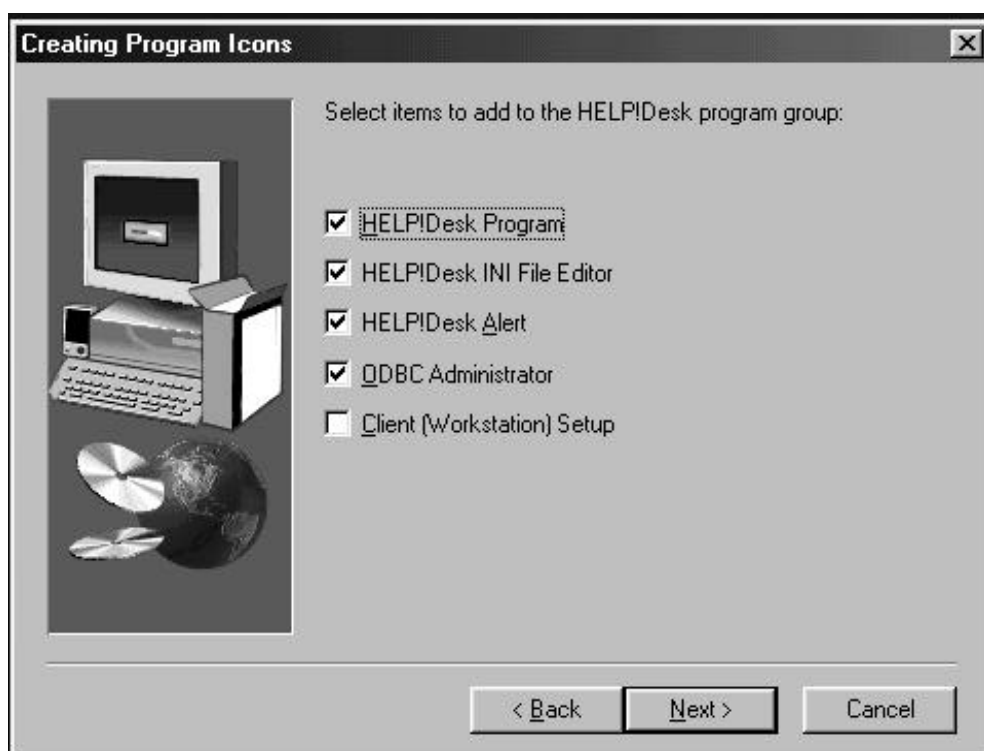 Creating Program Icons
Select items to add to the HELP!Desk program group:
HELP!Desk Program
HELP!Desk INI File Editor
HELP!Desk Alert
ODBC Administrator
Client (Workstation) Setup
< Back Next > Cancel